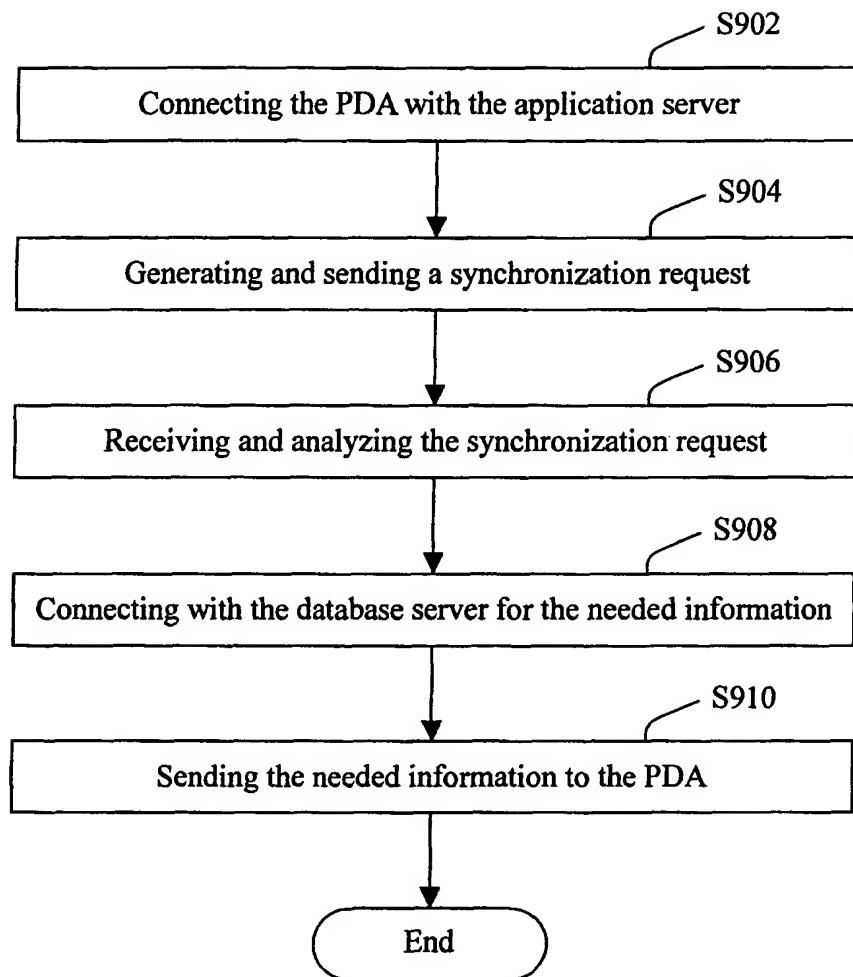 S902
Connecting the PDA with the application server
S904
Generating and sending a synchronization request
S906
Receiving and analyzing the synchronization request
S908
Connecting with the database server for the needed information
S910
Sending the needed information to the PDA
End